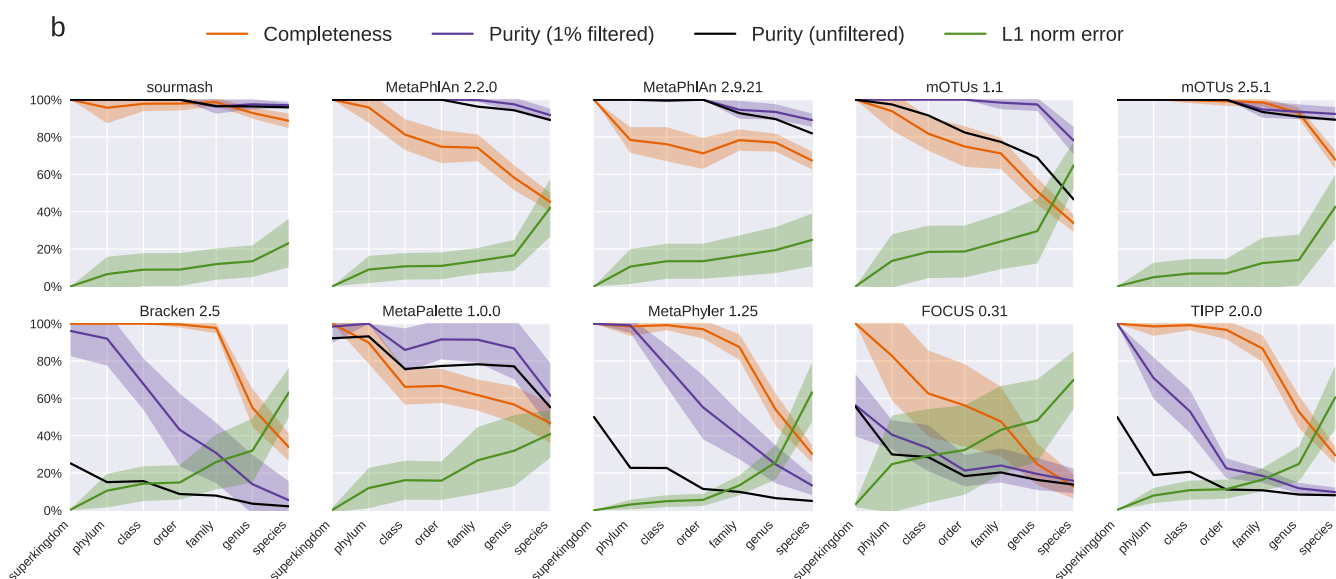 b
Completeness Purity (1% filtered) Purity (unfiltered) L1 norm error
sourmash MetaPhlAn 2.2.0 MetaPhlAn 2.9.21 mOTUs 1.1 mOTUs 2.5.1
100%
80%
60%
40%
20%
0%
Bracken 2.5 MetaPalette 1.0.0 MetaPhyler 1.25 FOCUS 0.31 TIPP 2.0.0
100%
80%
60%
40%
20%
0%
superkingdom phylum class order family genus species superkingdom phylum class order family genus species superkingdom phylum class order family genus species superkingdom phylum class order family genus species superkingdom phylum class order family genus species